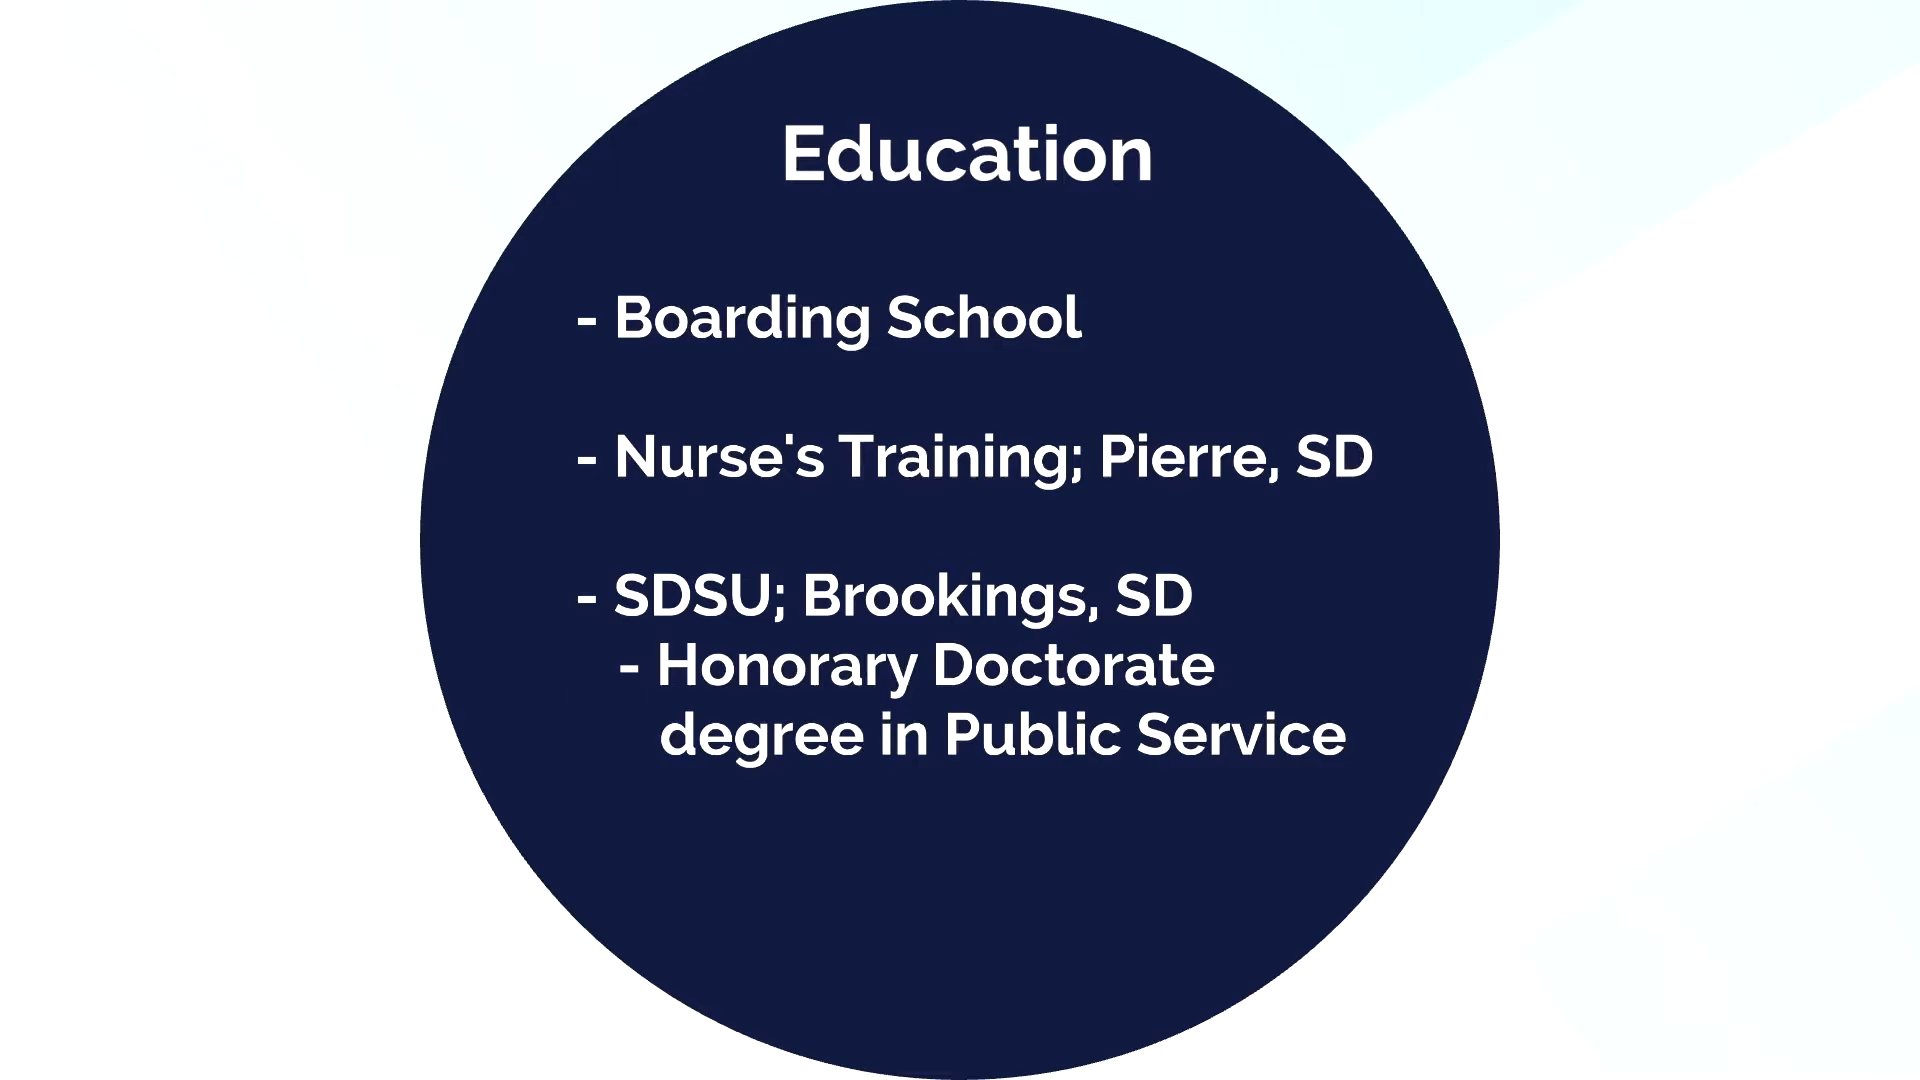 Education
- Boarding School
- Nurse's Training; Pierre, SD
- SDSU; Brookings, SD
- Honorary Doctorate
degree in Public Service